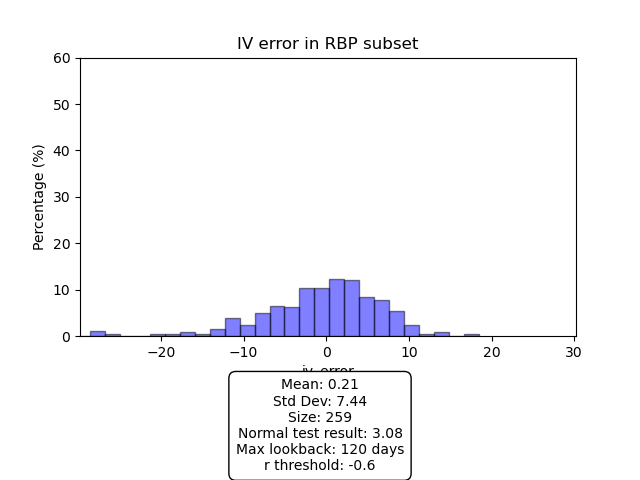 IV error in RBP subset
60
50
40
30
20
10
0
Percentage (%)
−20
−10
0
10
20
30
iv_error
Mean: 0.21
Std Dev: 7.44
Size: 259
Normal test result: 3.08
Max lookback: 120 days
r threshold: -0.6